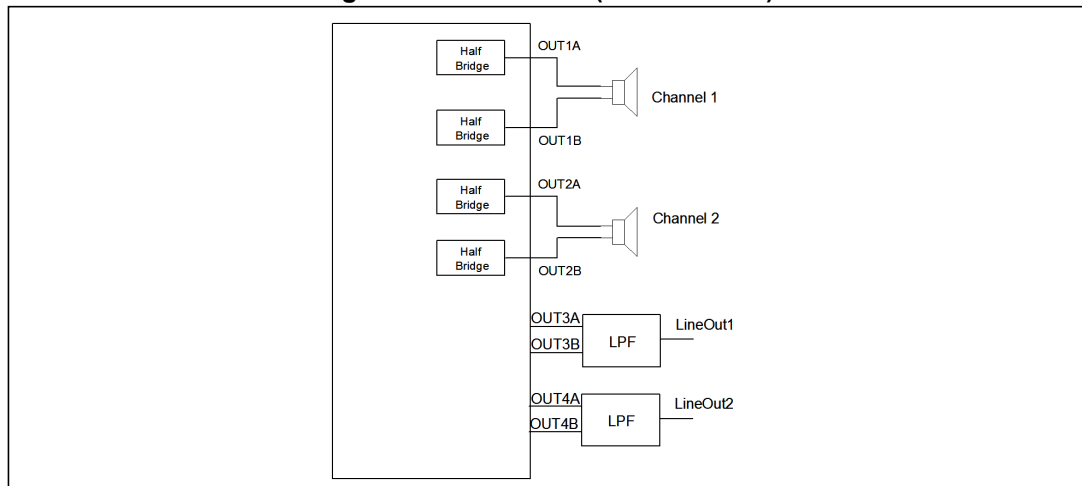 Half
Bridge
OUT1A
Channel 1
Half
Bridge
OUT1B
Half
Bridge
OUT2A
Channel 2
Half
Bridge
OUT2B
OUT3A
OUT3B
LPF
LineOut1
OUT4A
OUT4B
LPF
LineOut2